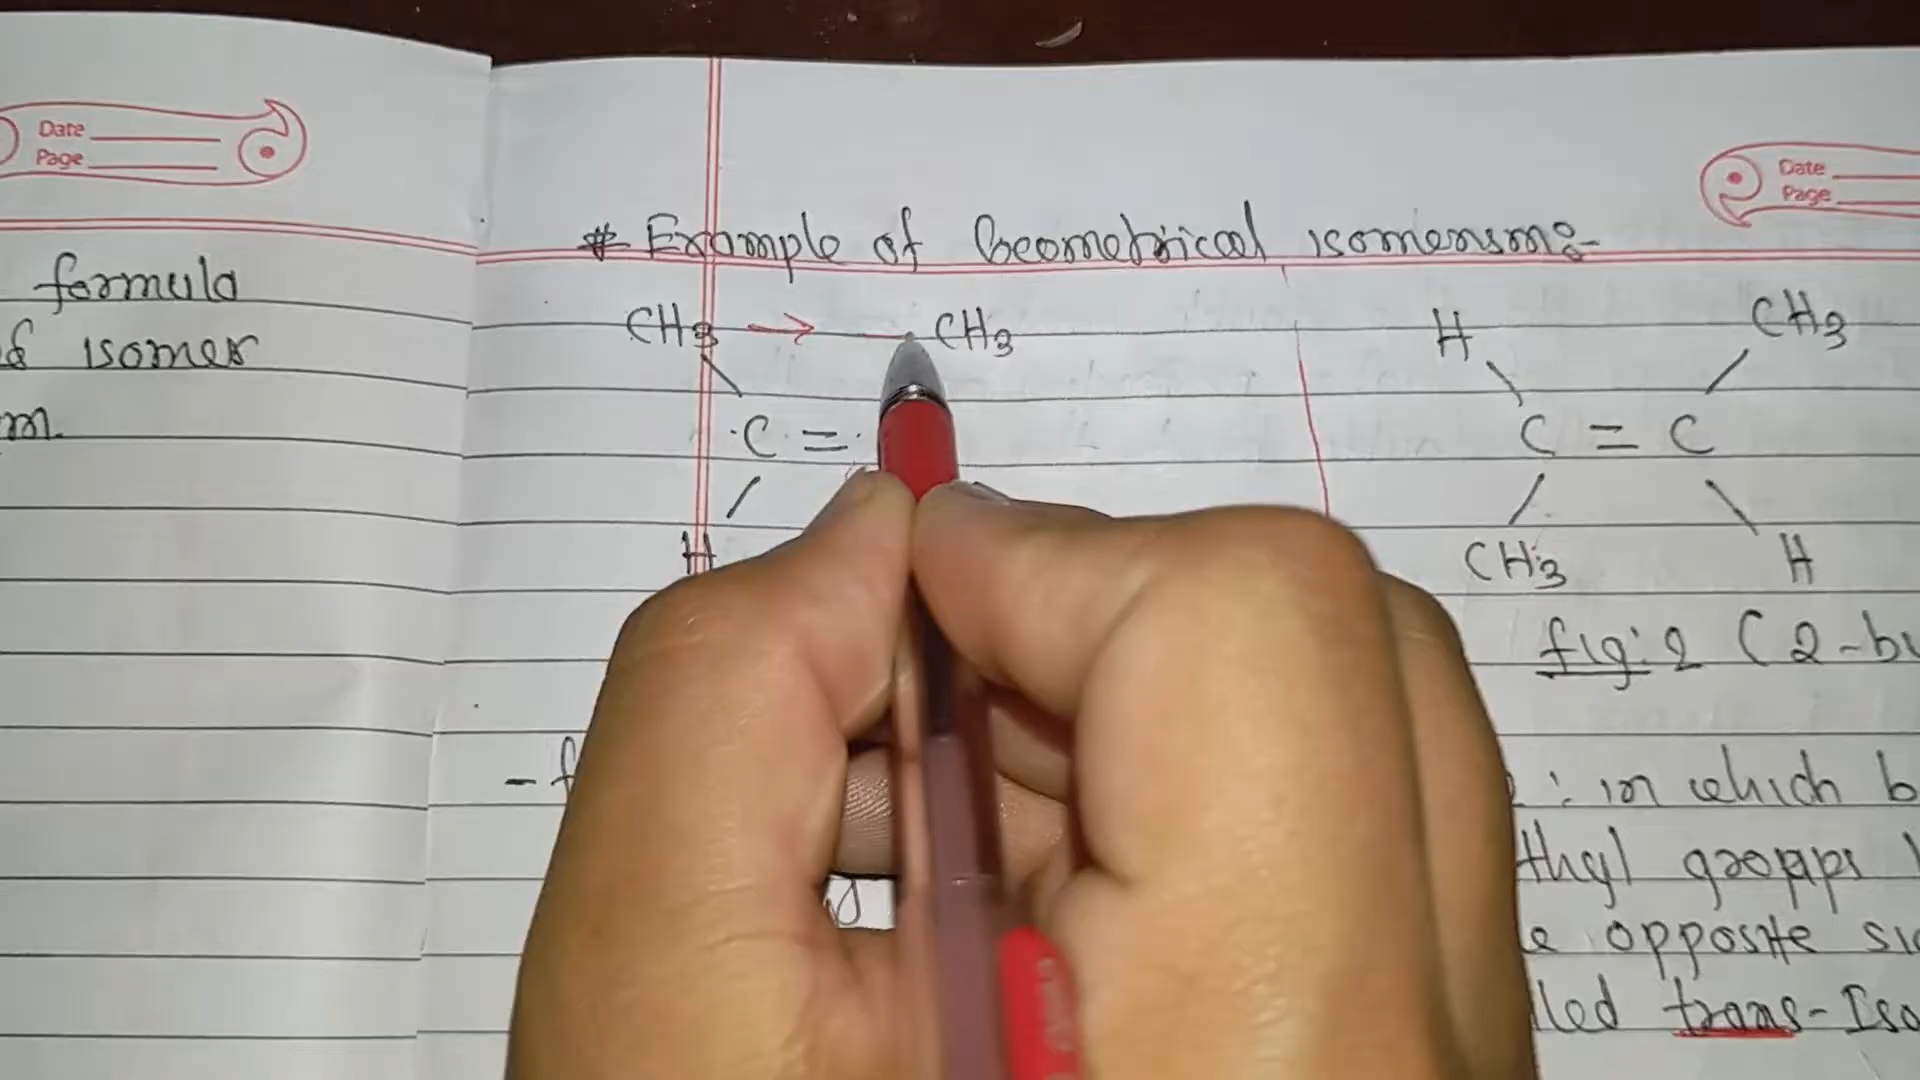 Date
Page
formula
isomer
Date
Page
* Example of Geometrical isomerism:-
CH3 → CH3
C =
H
H CH3
C = C
CH3 H
fig: 2 ( 2-bu
: in which b
thyl groups
opposite si
lled trans-Iso